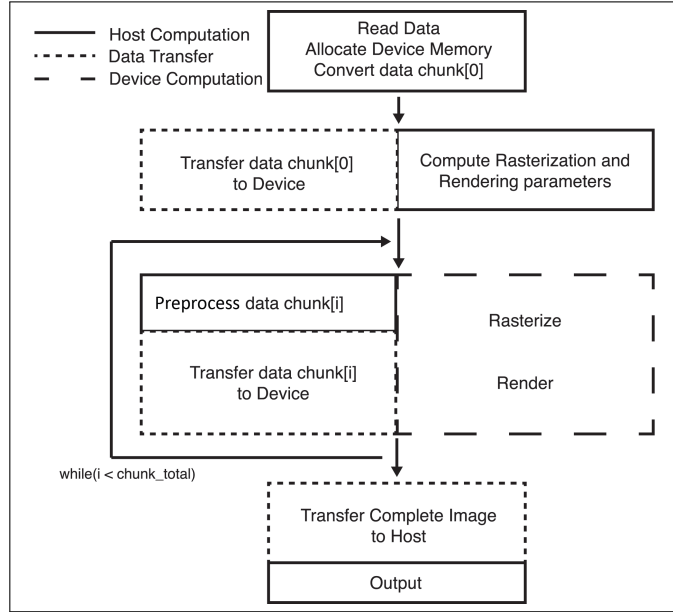 Host Computation
Data Transfer
Device Computation
Read Data
Allocate Device Memory
Convert data chunk[0]
Transfer data chunk[0]
to Device
Compute Rasterization and
Rendering parameters
Preprocess data chunk[i]
Transfer data chunk[i]
to Device
Rasterize
Render
while(i < chunk_total)
Transfer Complete Image
to Host
Output